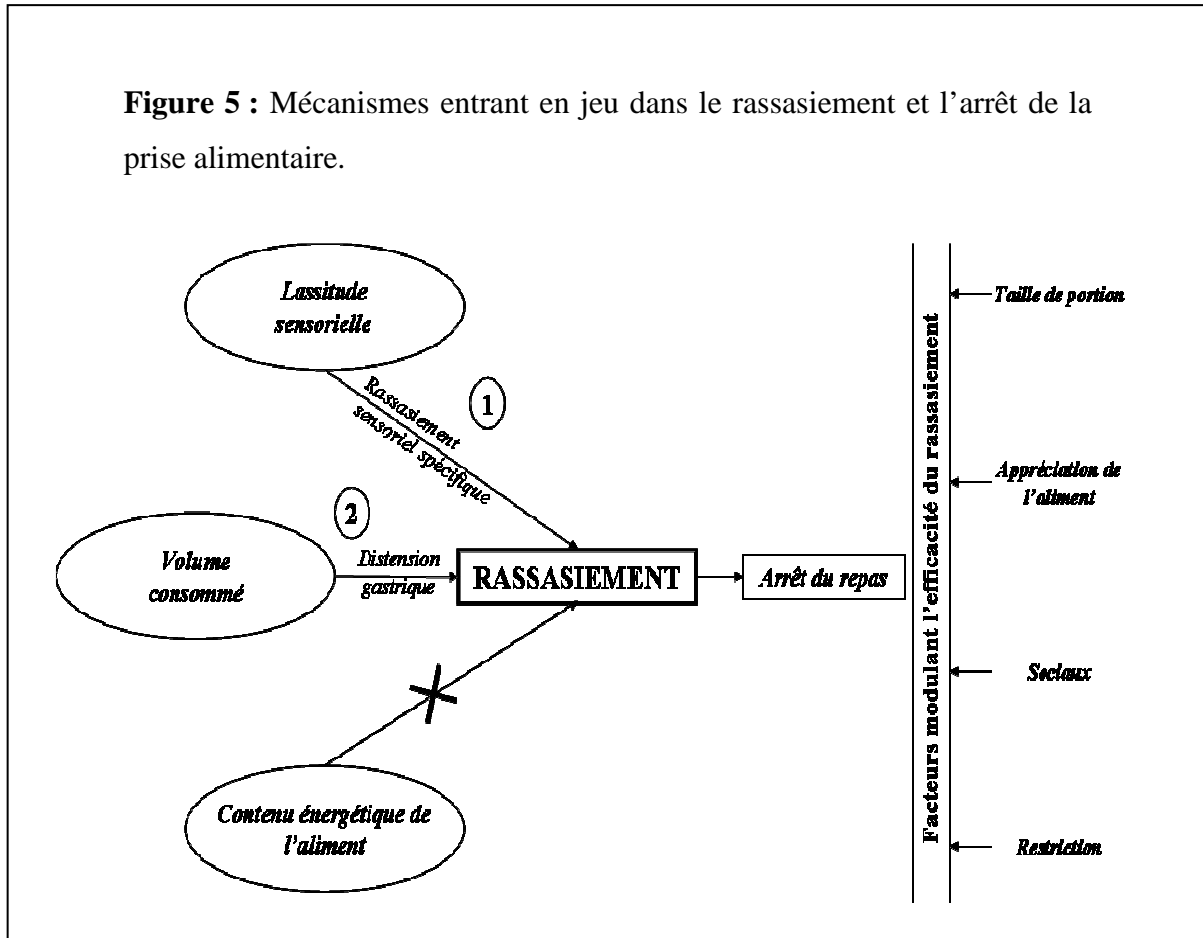 Figure 5 : Mécanismes entrant en jeu dans le rassasiement et l’arrêt de la
prise alimentaire.
Lassitude
sensorielle
Rassasiement
sensoriel spécifique
1
2
Volume
consommé
Distension
gastrique
RASSASIEMENT
Arrêt du repas
Contenu énergétique de
l’aliment
Facteurs modulant l’efficacité du rassasiement
Taille de portion
Appréciation de
l’aliment
Sociaux
Restriction